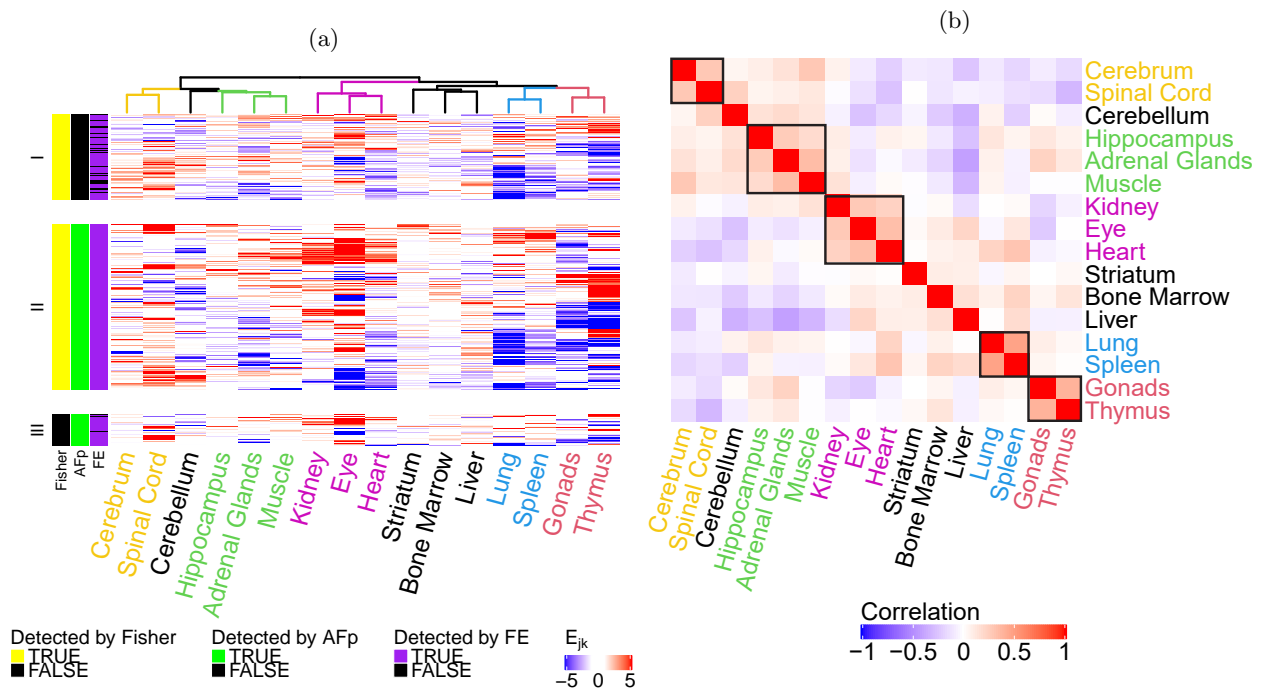 (a)
(b)
I
II
III
Fisher
AFp
FE
Cerebrum
Spinal Cord
Cerebellum
Hippocampus
Adrenal Glands
Muscle
Kidney
Eye
Heart
Striatum
Bone Marrow
Liver
Lung
Spleen
Gonads
Thymus
Detected by Fisher
TRUE
FALSE
Detected by AFp
TRUE
FALSE
Detected by FE
TRUE
FALSE
E_jk
−5 0 5
Cerebrum
Spinal Cord
Cerebellum
Hippocampus
Adrenal Glands
Muscle
Kidney
Eye
Heart
Striatum
Bone Marrow
Liver
Lung
Spleen
Gonads
Thymus
Cerebrum
Spinal Cord
Cerebellum
Hippocampus
Adrenal Glands
Muscle
Kidney
Eye
Heart
Striatum
Bone Marrow
Liver
Lung
Spleen
Gonads
Thymus
Correlation
−1 −0.5 0 0.5 1